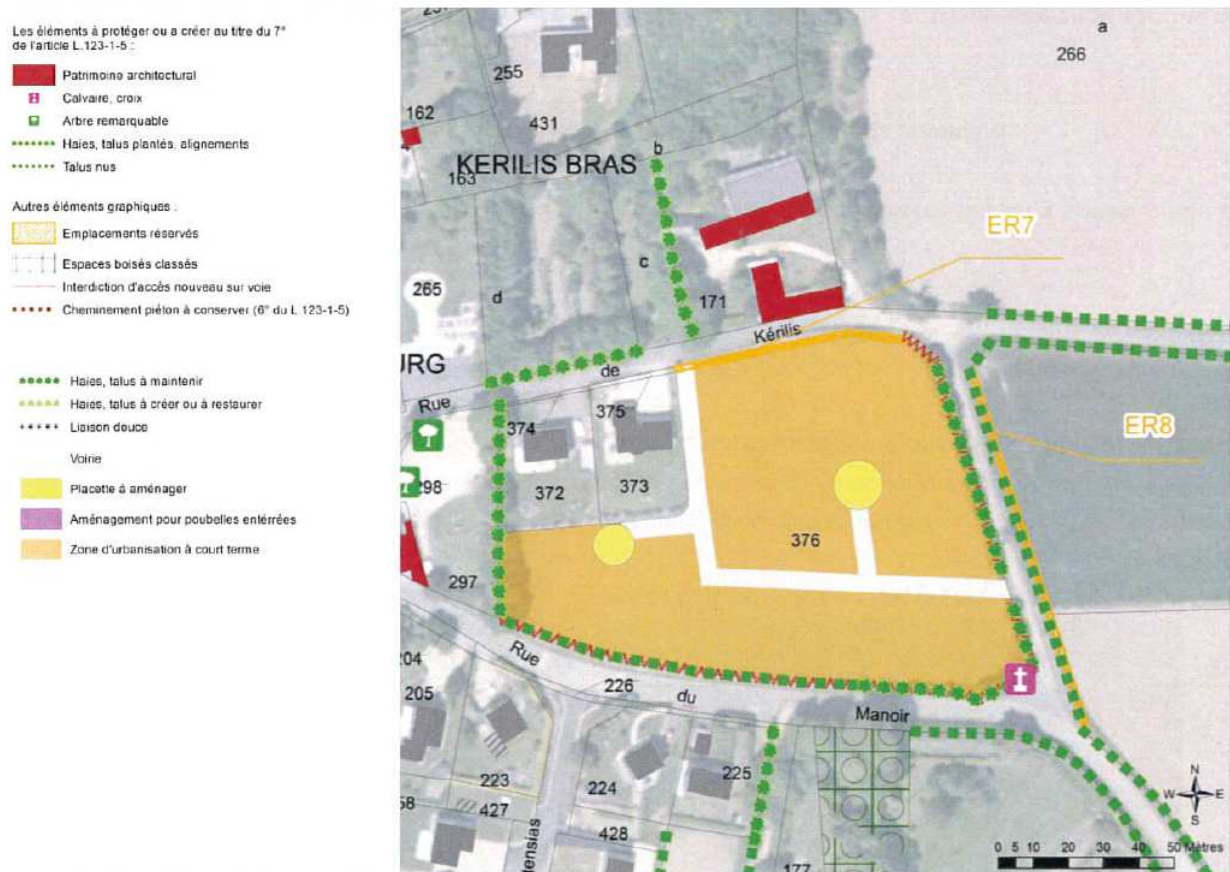 Les éléments à protéger ou a créer au titre du 7°
de l'article L.123-1-5 :
Patrimoine architectural
Calvaire, croix
Arbre remarquable
Haies, talus plantés, alignements
Talus nus
Autres éléments graphiques :
Emplacements réservés
Espaces boisés classés
Interdiction d'accès nouveau sur voie
Cheminement piéton à conserver (6° du L 123-1-5)
Haies, talus à maintenir
Haies, talus à créer ou à restaurer
Liaison douce
Voirie
Placette à aménager
Aménagement pour poubelles entérrées
Zone d'urbanisation à court terme
a
266
255
162
431
163
KERILIS BRAS
b
ER7
c
265
d
171
Kérilis
URG
de
Rue
375
374
ER8
298
372
373
376
297
Rue
204
226
du
205
Manoir
223
224
225
427
58
428
ensias
177
N
W
E
S
0 5 10 20 30 40 50 Mètres